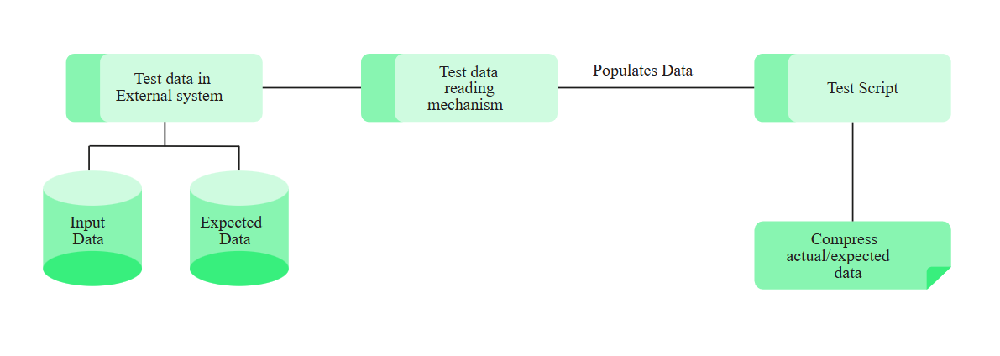 Test data in
External system
Test data
reading
mechanism
Populates Data
Test Script
Input
Data
Expected
Data
Compress
actual/expected
data